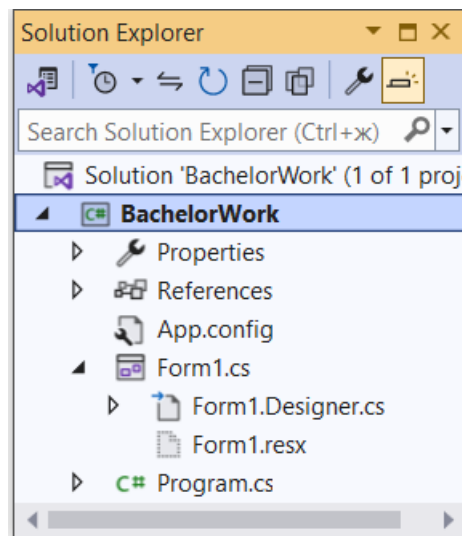 Solution Explorer
Search Solution Explorer (Ctrl+ж)
Solution 'BachelorWork' (1 of 1 proj
C# BachelorWork
Properties
References
App.config
Form1.cs
Form1.Designer.cs
Form1.resx
C# Program.cs